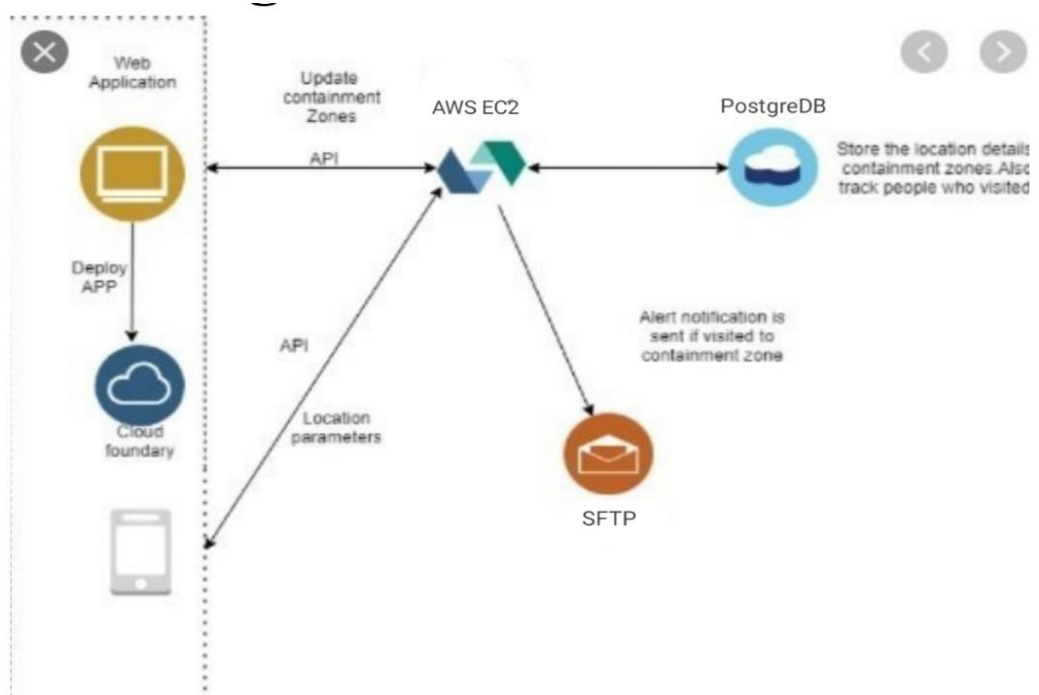 Web
Application
Update
containment
Zones
AWS EC2
PostgreDB
API
Store the location details
containment zones.Also
track people who visited
Deploy
APP
API
Alert notification is
sent if visited to
containment zone
Location
parameters
Cloud
foundary
SFTP